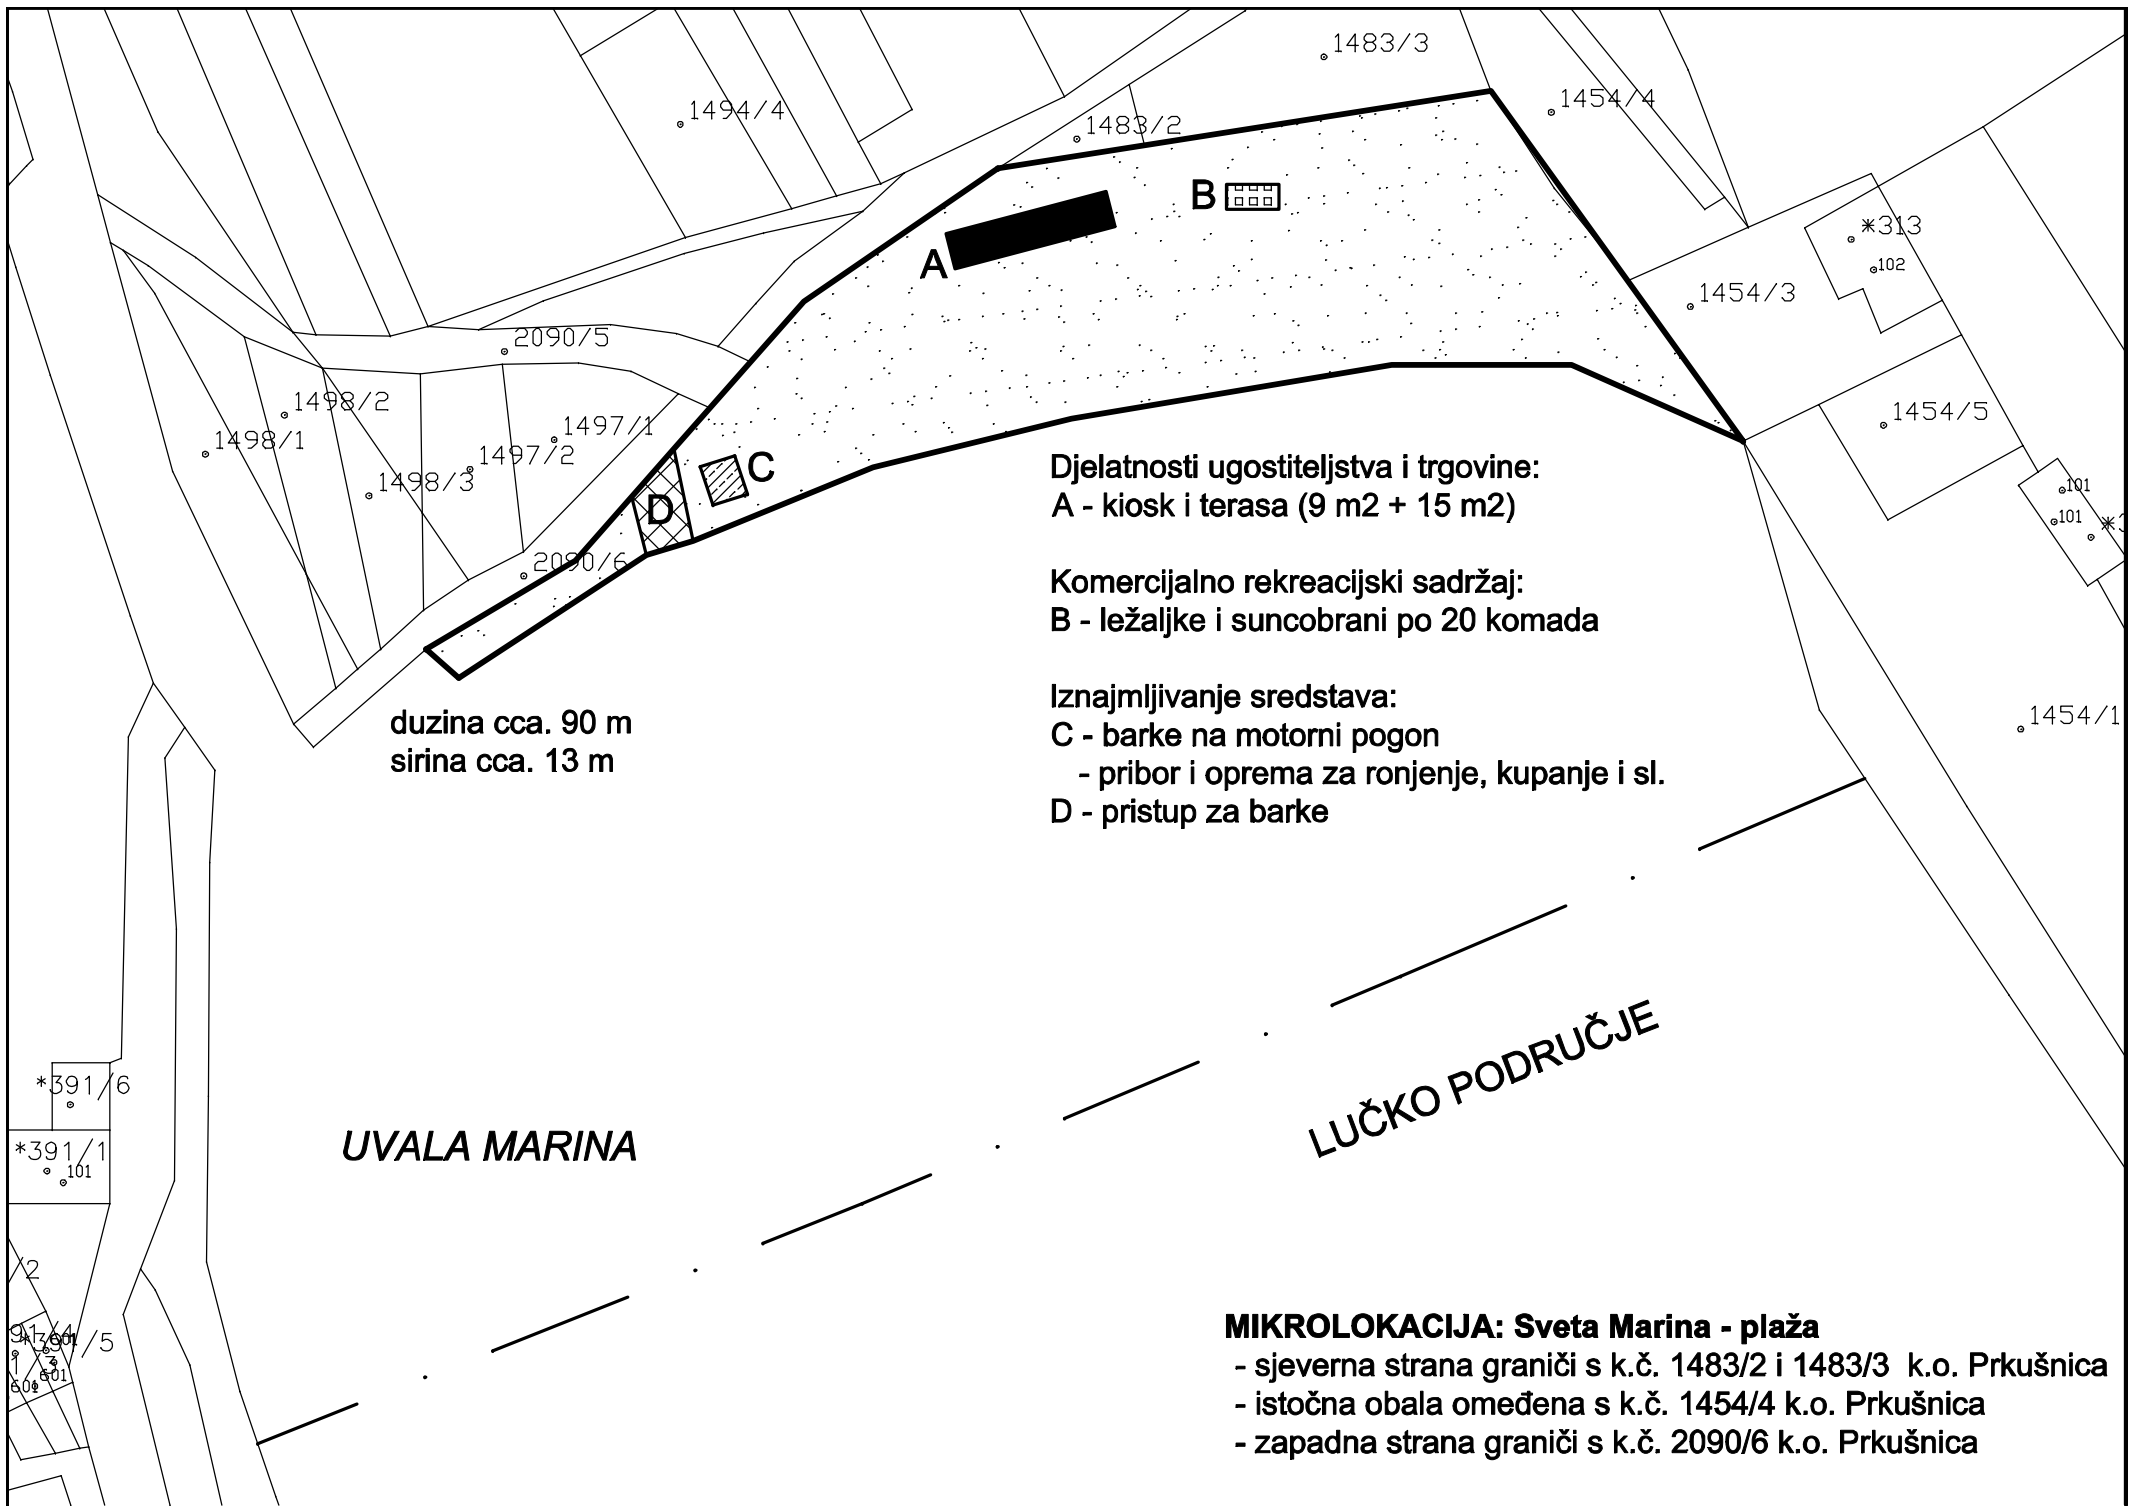 1483/3
1494/4
1454/4
1483/2
B
*313
102
A
1454/3
2090/5
1498/2
1498/1
1497/1
1497/2
1498/3
1454/5
C
D
2090/6
101
101
Djelatnosti ugostiteljstva i trgovine:
A - kiosk i terasa (9 m2 + 15 m2)
Komercijalno rekreacijski sadržaj:
B - ležaljke i suncobrani po 20 komada
Iznajmljivanje sredstava:
C - barke na motorni pogon
- pribor i oprema za ronjenje, kupanje i sl.
D - pristup za barke
duzina cca. 90 m
sirina cca. 13 m
1454/1
LUČKO PODRUČJE
*391/6
*391/1
101
UVALA MARINA
/2
601
601
MIKROLOKACIJA: Sveta Marina - plaža
- sjeverna strana graniči s k.č. 1483/2 i 1483/3 k.o. Prkušnica
- istočna obala omeđena s k.č. 1454/4 k.o. Prkušnica
- zapadna strana graniči s k.č. 2090/6 k.o. Prkušnica